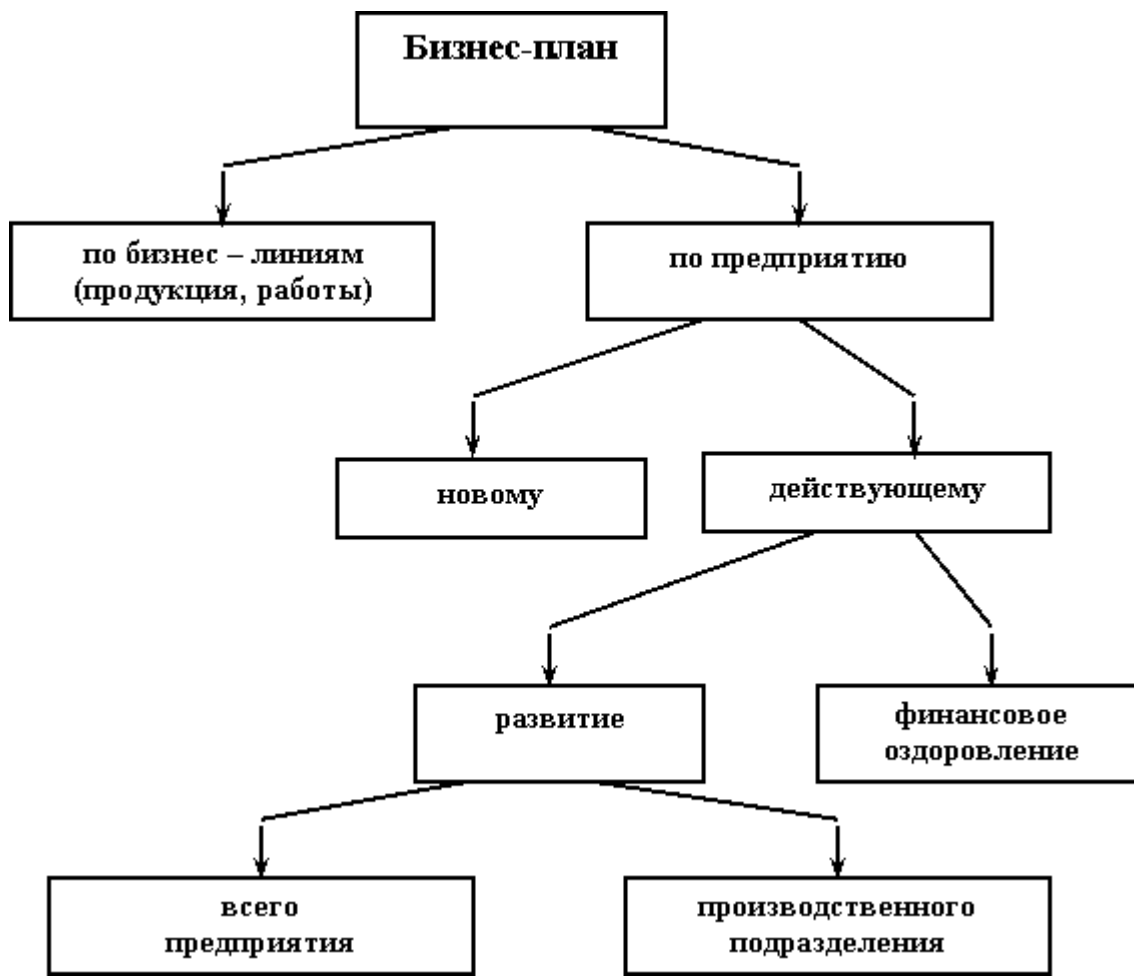 Бизнес-план
по бизнес – линиям
(продукция, работы)
по предприятию
новому
действующему
развитие
финансовое
оздоровление
всего
предприятия
производственного
подразделения